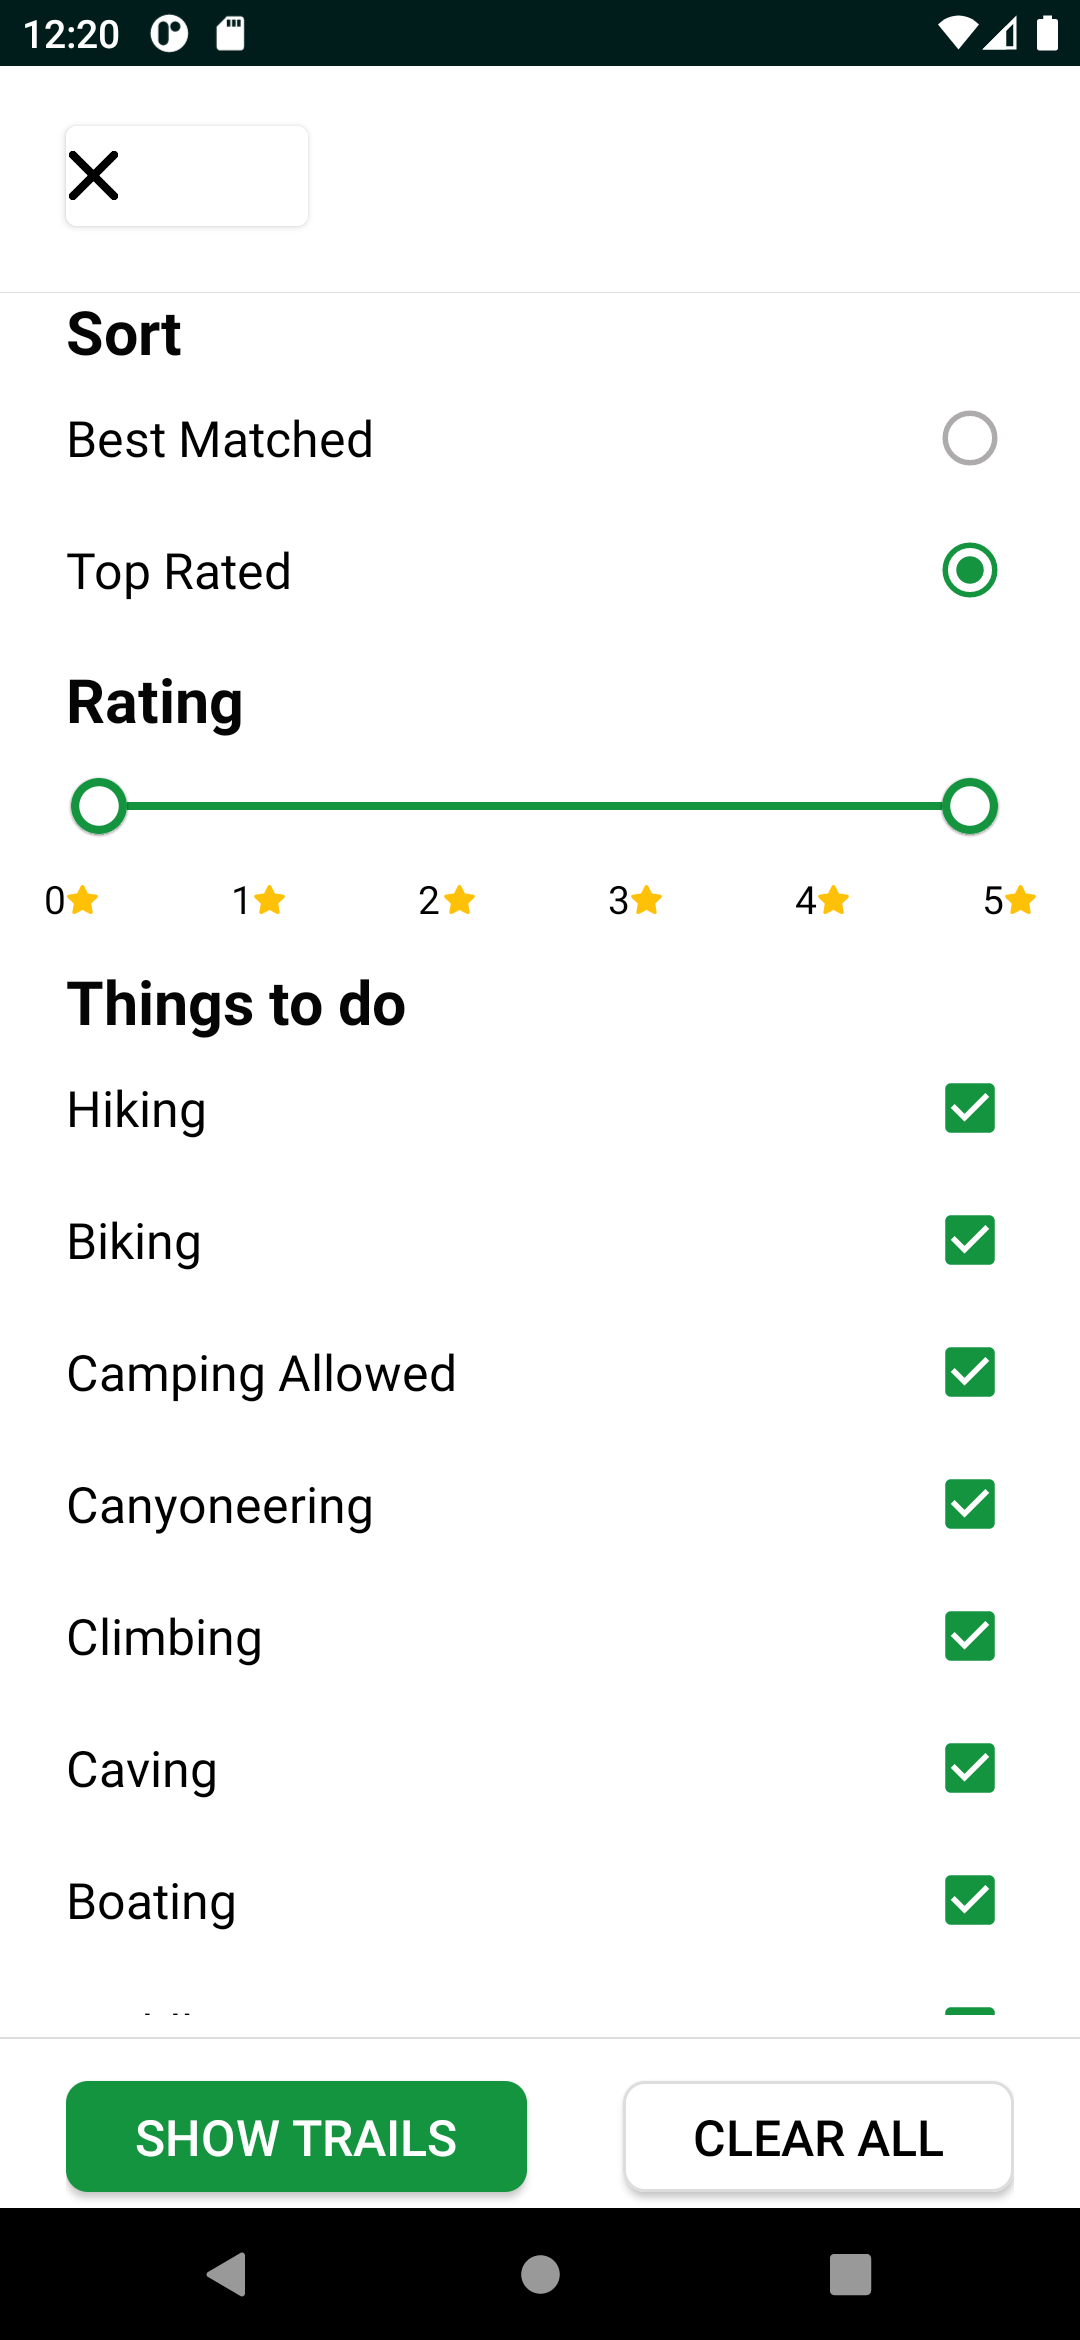 12:20
Sort
Best Matched
Top Rated
Rating
0 1 2 3 4 5
Things to do
Hiking
Biking
Camping Allowed
Canyoneering
Climbing
Caving
Boating
SHOW TRAILS CLEAR ALL